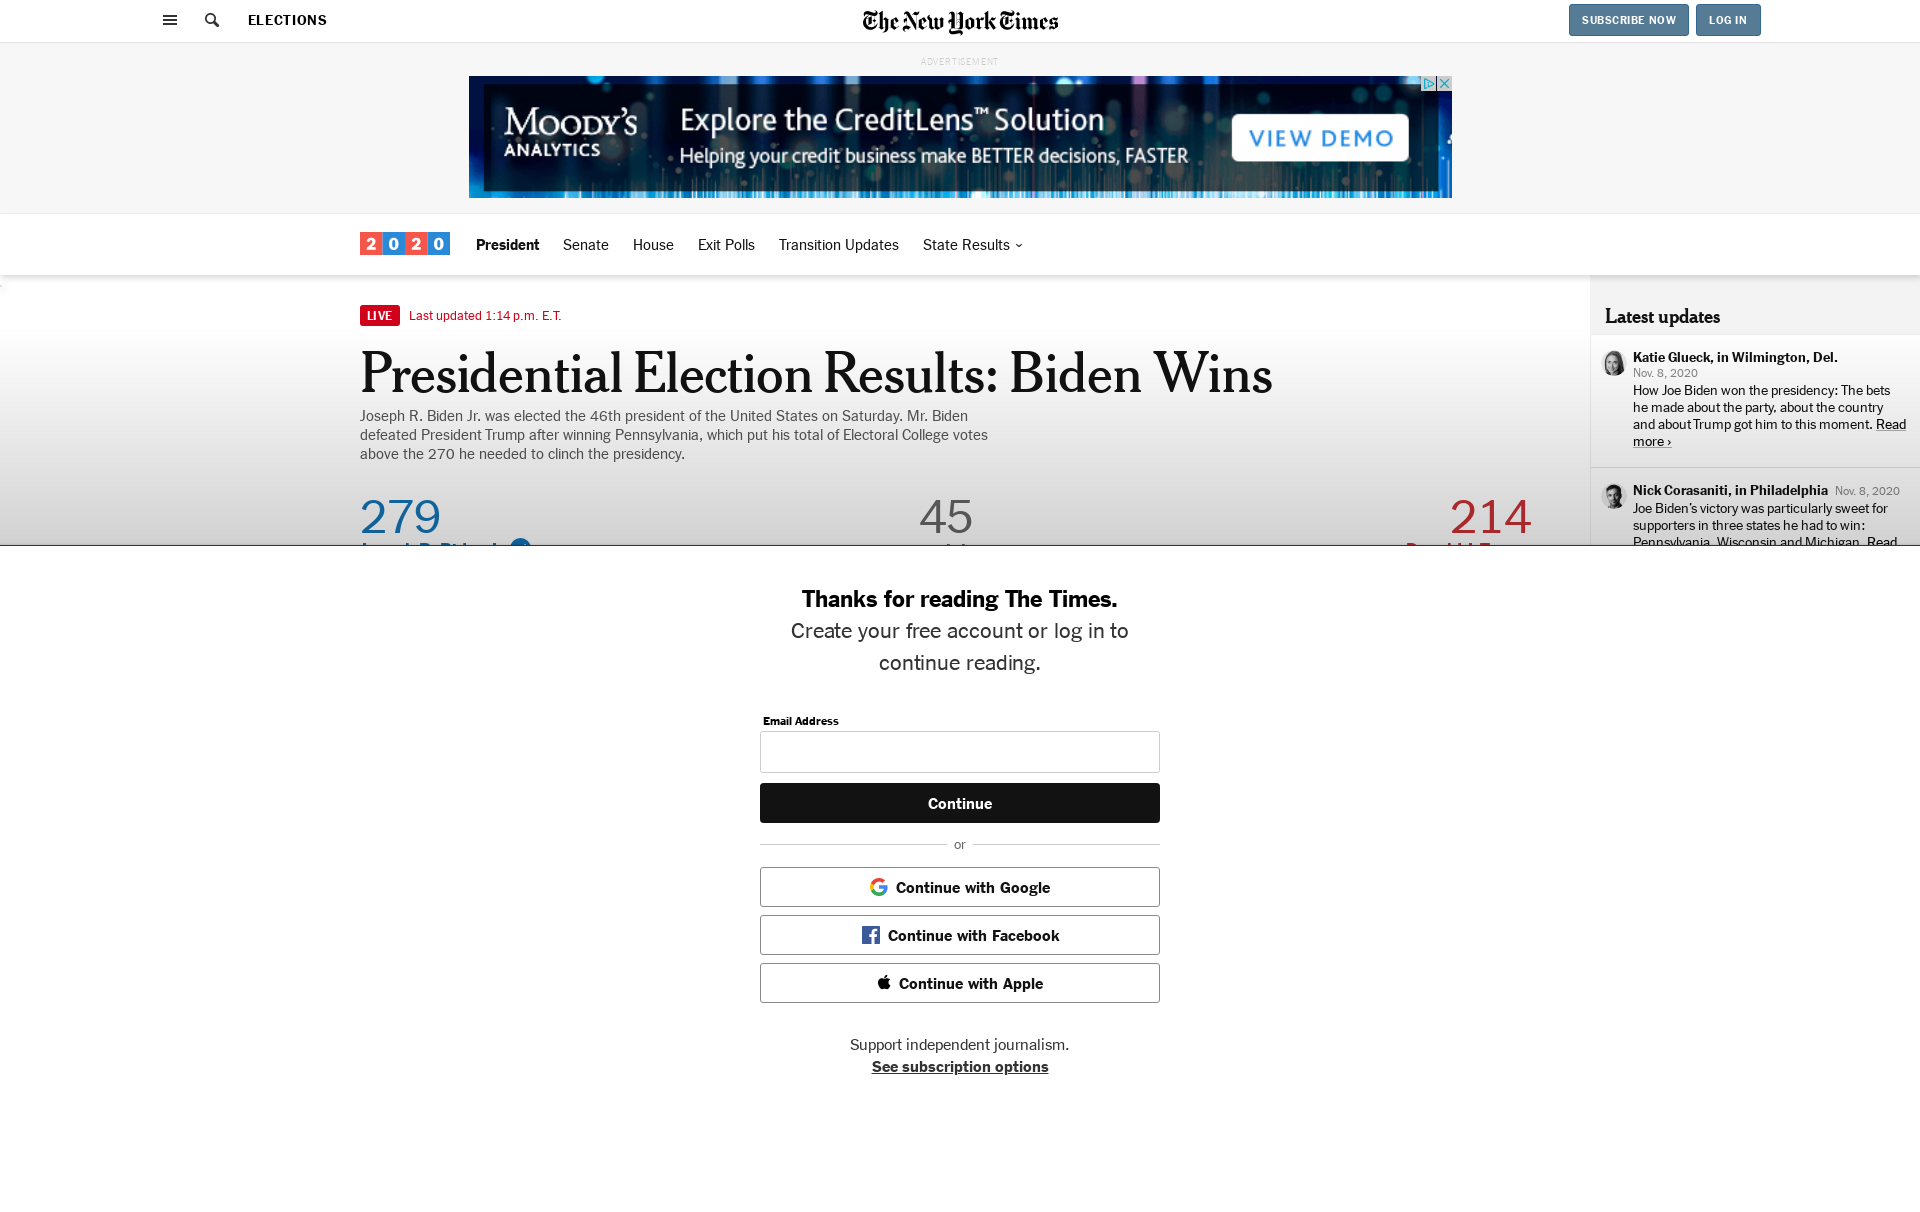 ELECTIONS
The New York Times
SUBSCRIBE NOW
LOG IN
ADVERTISEMENT
MOODY'S
ANALYTICS
Explore the CreditLens™ Solution
Helping your credit business make BETTER decisions, FASTER
VIEW DEMO
2020
President
Senate
House
Exit Polls
Transition Updates
State Results
LIVE
Last updated 1:14 p.m. E.T.
Presidential Election Results: Biden Wins
Joseph R. Biden Jr. was elected the 46th president of the United States on Saturday. Mr. Biden
defeated President Trump after winning Pennsylvania, which put his total of Electoral College votes
above the 270 he needed to clinch the presidency.
279
45
214
Latest updates
Katie Glueck, in Wilmington, Del.
Nov. 8, 2020
How Joe Biden won the presidency: The bets
he made about the party, about the country
and about Trump got him to this moment. Read
more ›
Nick Corasaniti, in Philadelphia Nov. 8, 2020
Joe Biden's victory was particularly sweet for
supporters in three states he had to win:
Pennsylvania, Wisconsin and Michigan. Read
Thanks for reading The Times.
Create your free account or log in to
continue reading.
Email Address
Continue
or
Continue with Google
Continue with Facebook
Continue with Apple
Support independent journalism.
See subscription options